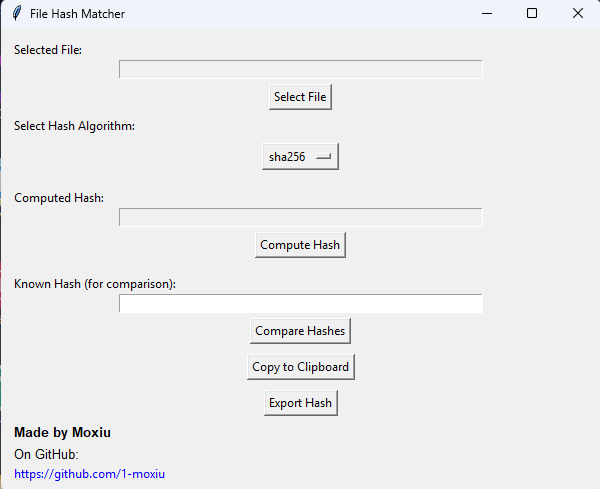 File Hash Matcher
Selected File:
Select File
Select Hash Algorithm:
sha256
Computed Hash:
Compute Hash
Known Hash (for comparison):
Compare Hashes
Copy to Clipboard
Export Hash
Made by Moxiu
On GitHub:
https://github.com/1-moxiu